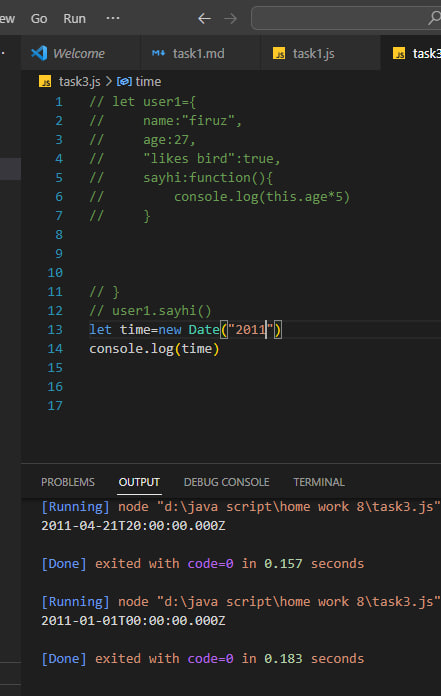 ew Go Run ...
Welcome task1.md task1.js task3
task3.js > time
1 // let user1={
2 // name:"firuz",
3 // age:27,
4 // "likes bird":true,
5 // sayhi:function(){
6 // console.log(this.age*5)
7 // }
8
9
10
11 // }
12 // user1.sayhi()
13 let time=new Date("2011")
14 console.log(time)
15
16
17
PROBLEMS OUTPUT DEBUG CONSOLE TERMINAL
[Running] node "d:\java script\home work 8\task3.js"
2011-04-21T20:00:00.000Z
[Done] exited with code=0 in 0.157 seconds
[Running] node "d:\java script\home work 8\task3.js"
2011-01-01T00:00:00.000Z
[Done] exited with code=0 in 0.183 seconds